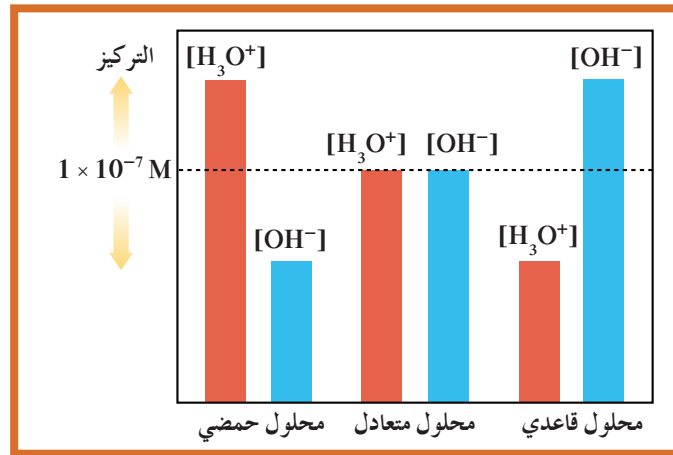 التركيز
[H₃O⁺]
[OH⁻]
[H₃O⁺] [OH⁻]
1 × 10⁻⁷ M
[OH⁻]
[H₃O⁺]
محلول حمضي محلول متعادل محلول قاعدي